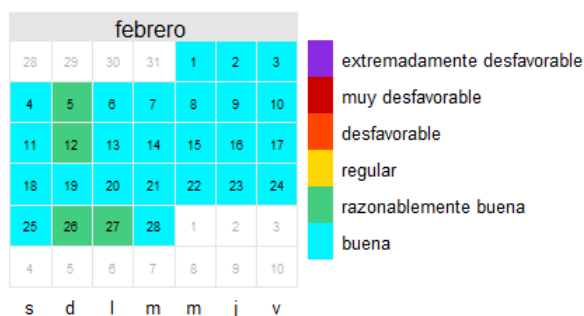 febrero
28 29 30 31 1 2 3
4 5 6 7 8 9 10
11 12 13 14 15 16 17
18 19 20 21 22 23 24
25 26 27 28 1 2 3
4 5 6 7 8 9 10
s d l m m j v
extremadamente desfavorable
muy desfavorable
desfavorable
regular
razonablemente buena
buena